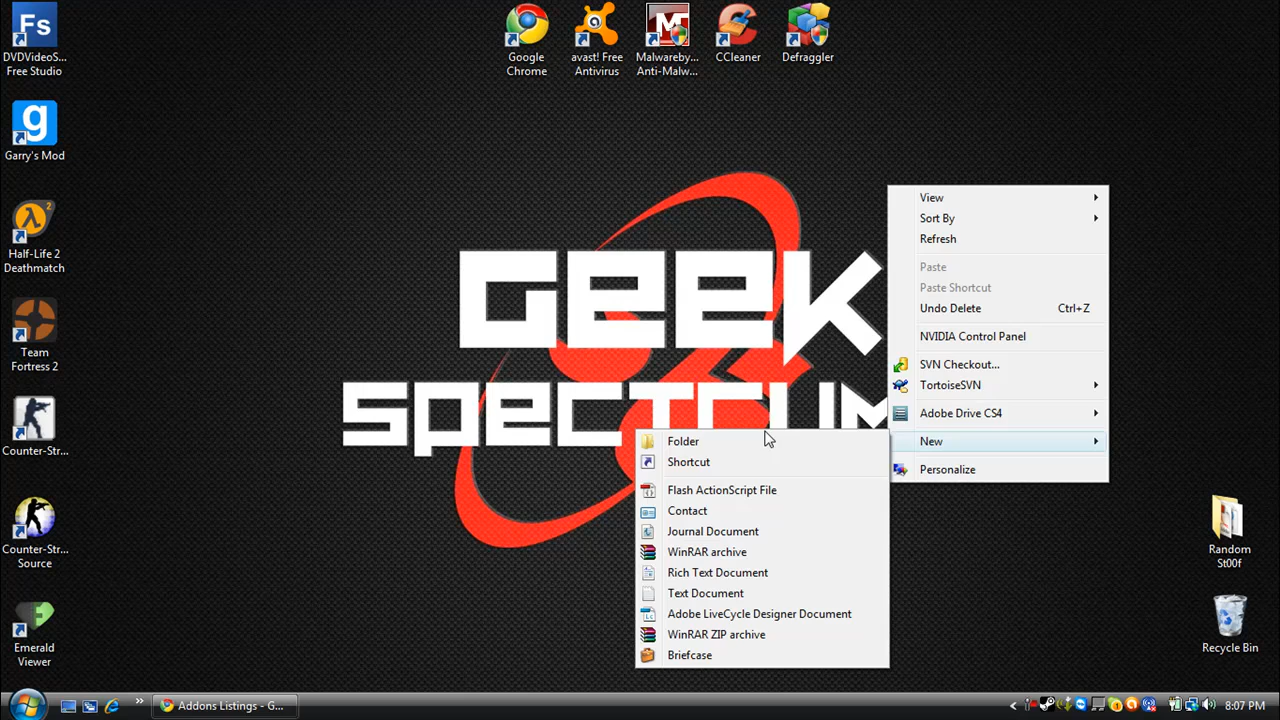 DVDVideoS...
Free Studio
Google
Chrome
avast! Free
Antivirus
Malwareby...
Anti-Malw...
CCleaner
Defraggler
Garry's Mod
Half-Life 2
Deathmatch
Team
Fortress 2
Counter-Str...
Counter-Str...
Source
Emerald
Viewer
GEEK
SPECTRUM
View
Sort By
Refresh
Paste
Paste Shortcut
Undo Delete Ctrl+Z
NVIDIA Control Panel
SVN Checkout...
TortoiseSVN
Adobe Drive CS4
New
Personalize
Folder
Shortcut
Flash ActionScript File
Contact
Journal Document
WinRAR archive
Rich Text Document
Text Document
Adobe LiveCycle Designer Document
WinRAR ZIP archive
Briefcase
Random
St00f
Recycle Bin
Addons Listings - G...
8:07 PM